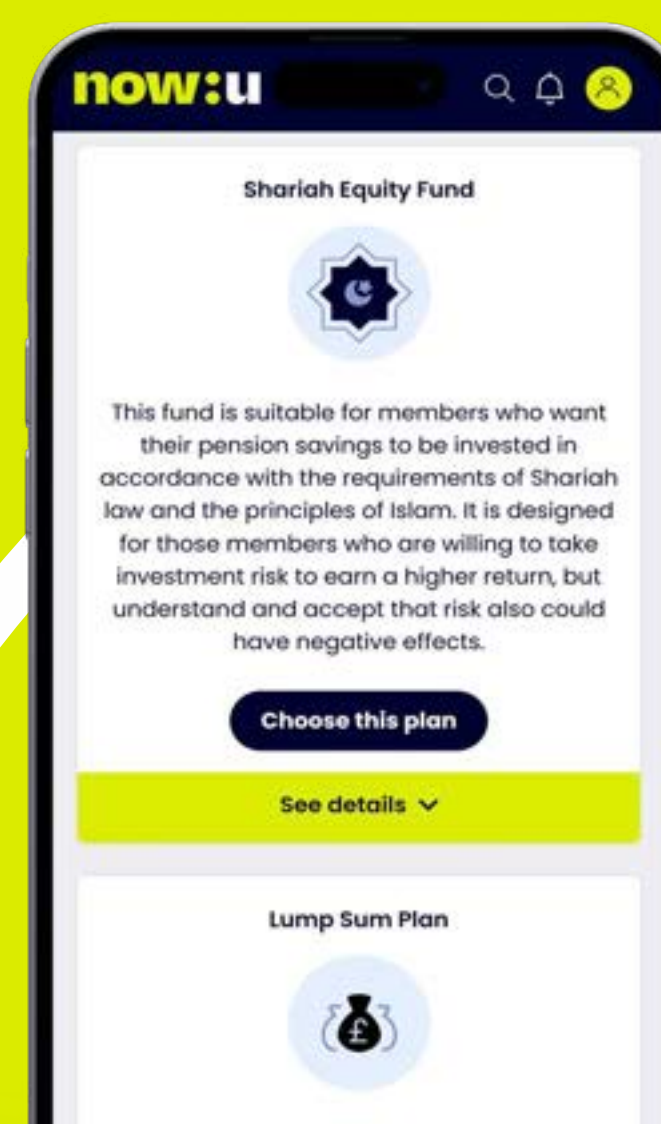 now:u
Shariah Equity Fund
This fund is suitable for members who want
their pension savings to be invested in
accordance with the requirements of Shariah
law and the principles of Islam. It is designed
for those members who are willing to take
investment risk to earn a higher return, but
understand and accept that risk also could
have negative effects.
Choose this plan
See details
Lump Sum Plan
£